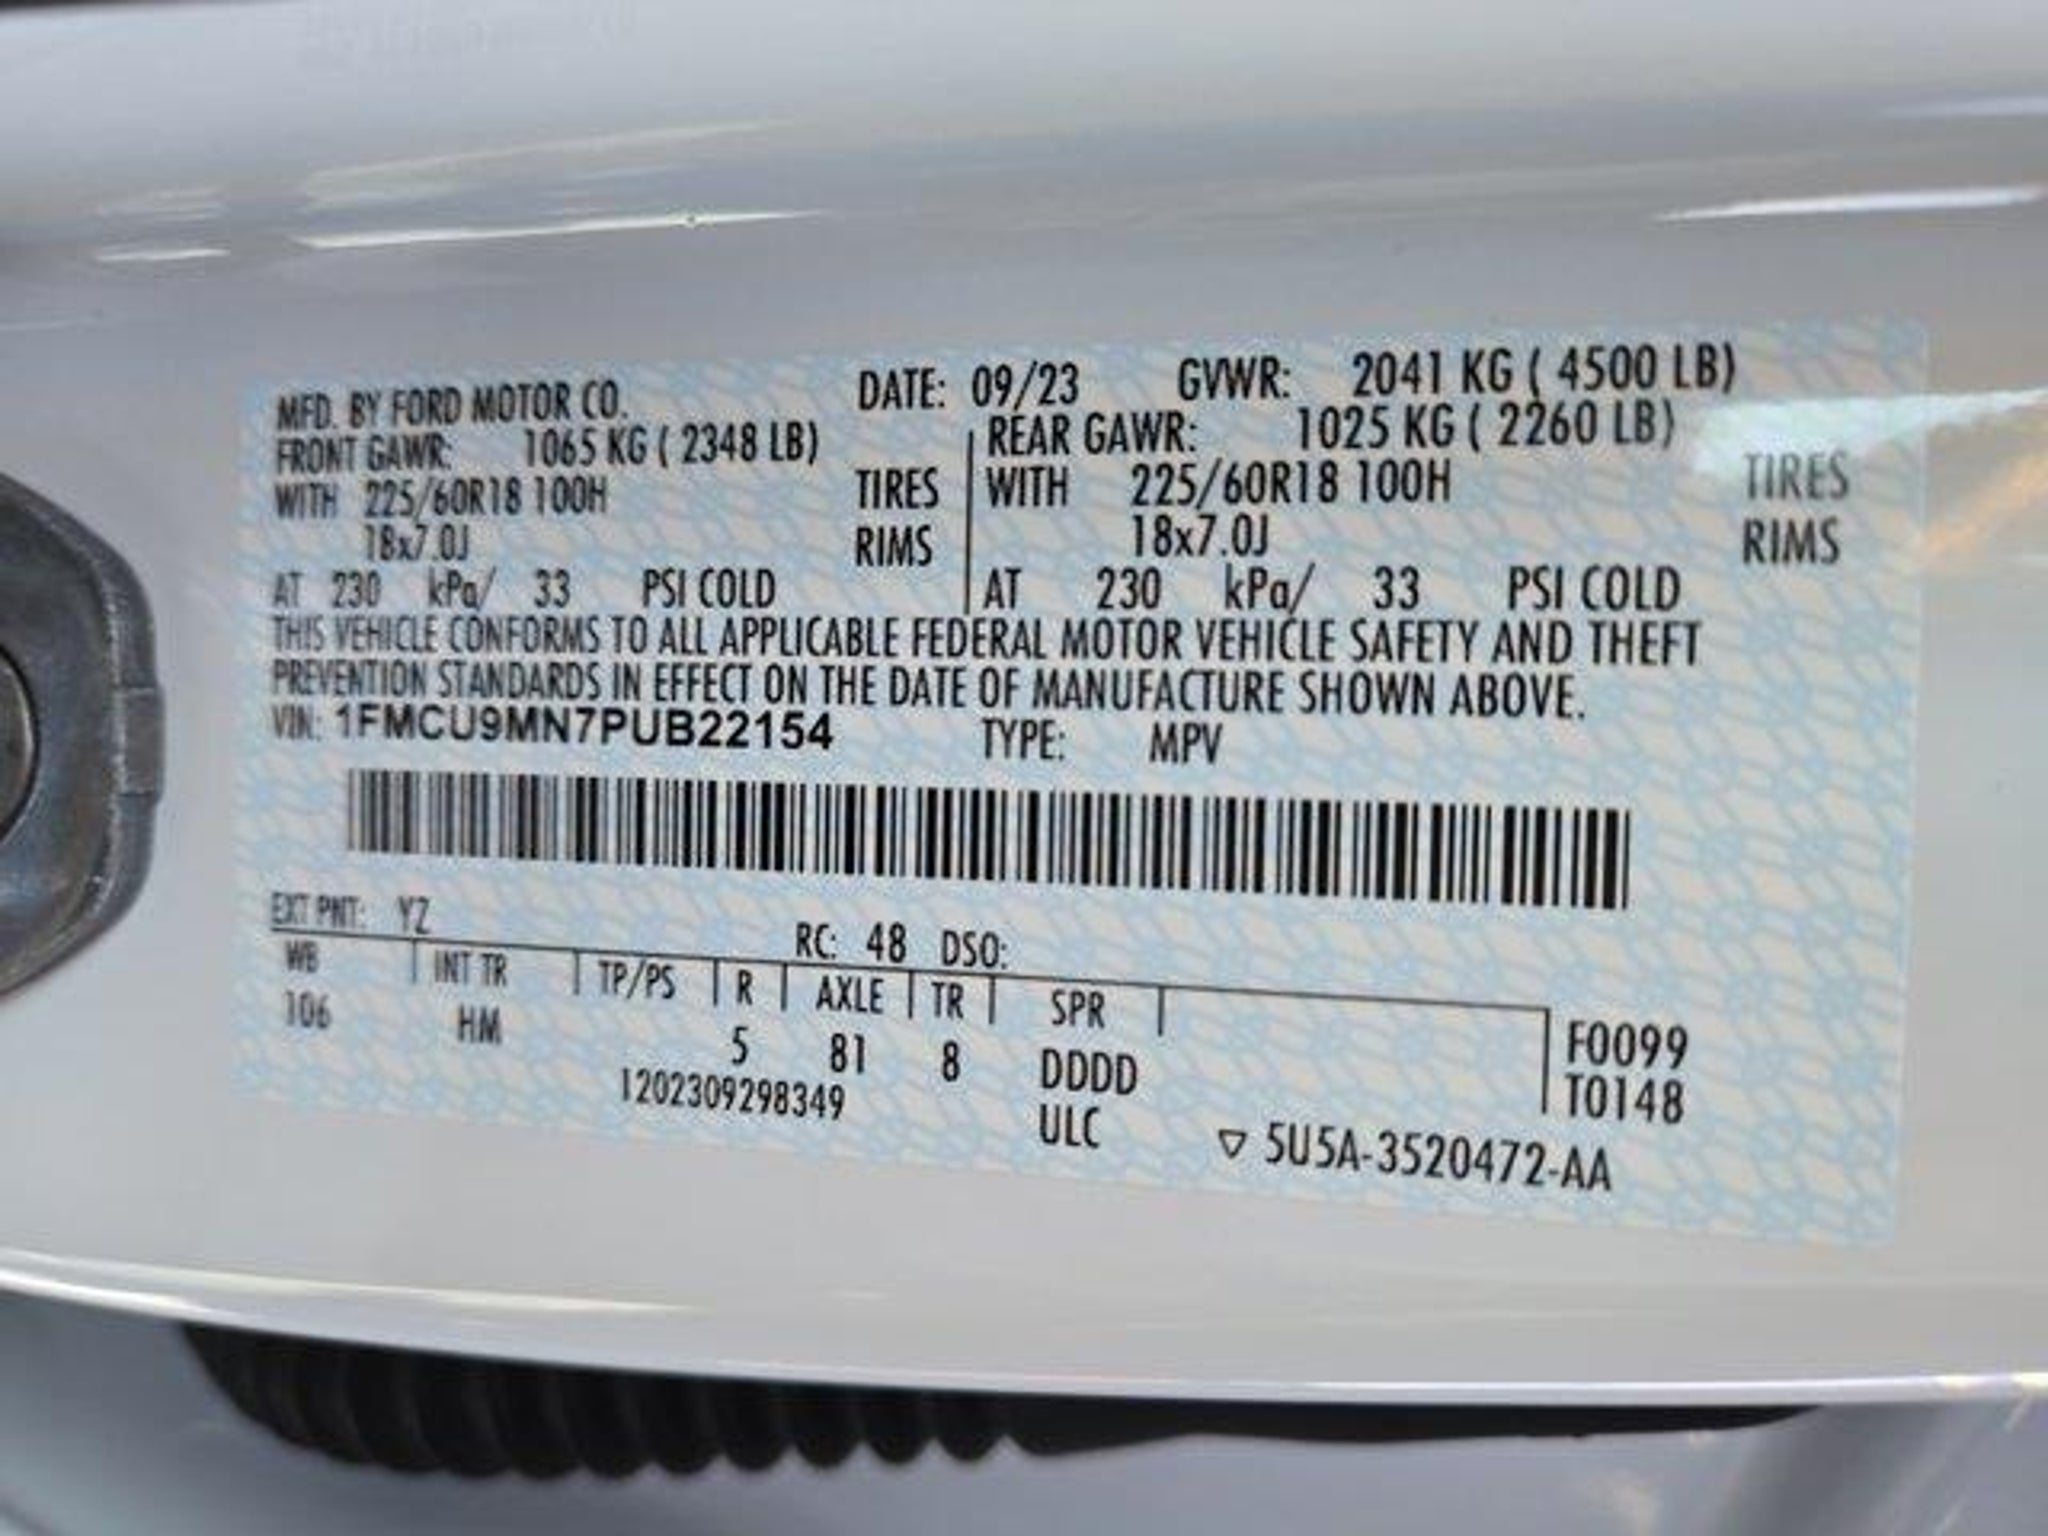 MFD. BY FORD MOTOR CO. DATE: 09/23 GVWR: 2041 KG ( 4500 LB)
FRONT GAWR: 1065 KG ( 2348 LB) REAR GAWR: 1025 KG ( 2260 LB)
WITH 225/60R18 100H TIRES WITH 225/60R18 100H TIRES
18x7.0J RIMS 18x7.0J RIMS
AT 230 kPa/ 33 PSI COLD AT 230 kPa/ 33 PSI COLD
THIS VEHICLE CONFORMS TO ALL APPLICABLE FEDERAL MOTOR VEHICLE SAFETY AND THEFT
PREVENTION STANDARDS IN EFFECT ON THE DATE OF MANUFACTURE SHOWN ABOVE.
VIN: 1FMCU9MN7PUB22154 TYPE: MPV
EXT PNT: YZ RC: 48 DSO:
WB INT TR TP/PS R AXLE TR SPR
106 HM 5 81 8 DDDD F0099
1202309298349 ULC T0148
▽ 5U5A-3520472-AA